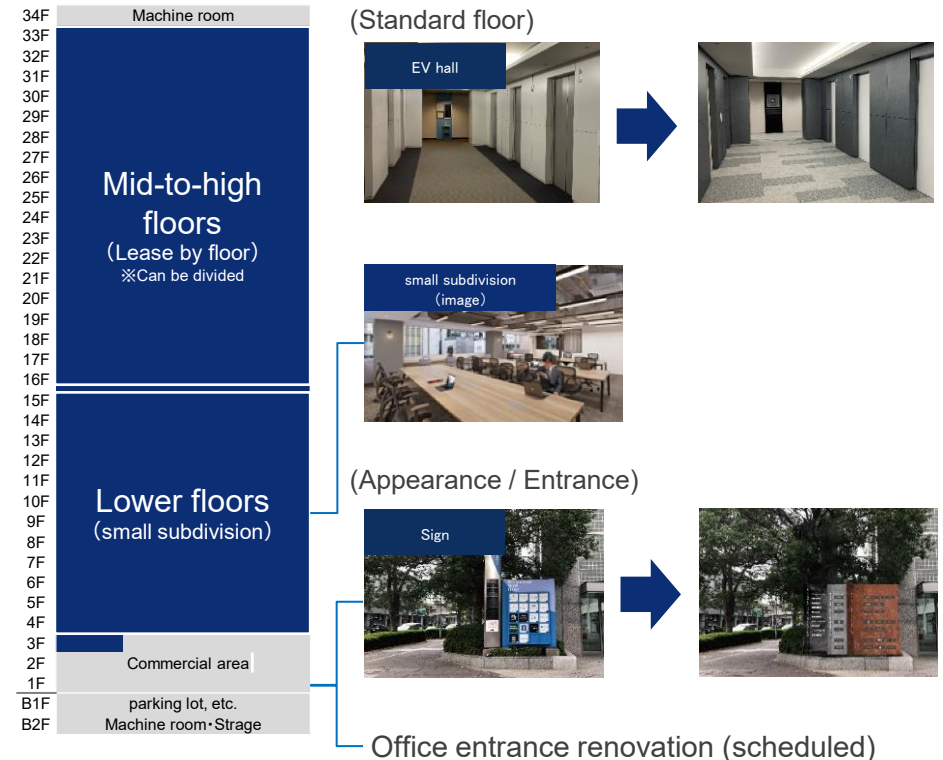 34F
Machine room
33F
32F
31F
30F
29F
28F
27F
26F
25F
24F
23F
22F
21F
20F
19F
18F
17F
16F
Mid-to-high
floors
（Lease by floor）
※Can be divided
15F
14F
13F
12F
11F
10F
9F
8F
7F
6F
5F
4F
Lower floors
（small subdivision）
3F
2F
1F
Commercial area
B1F
parking lot, etc.
B2F
Machine room・Strage
(Standard floor)
EV hall
small subdivision
（image）
(Appearance / Entrance)
Sign
Office entrance renovation (scheduled)